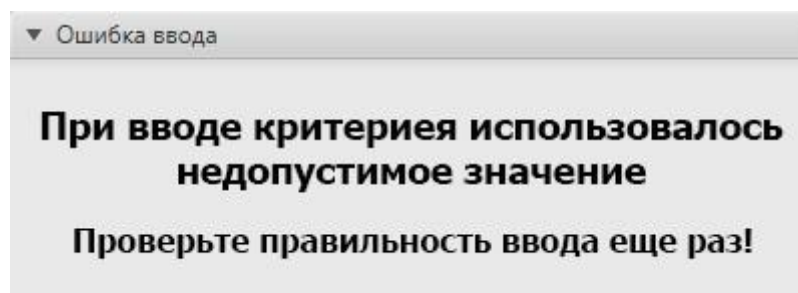 Ошибка ввода
При вводе критериея использовалось
недопустимое значение
Проверьте правильность ввода еще раз!